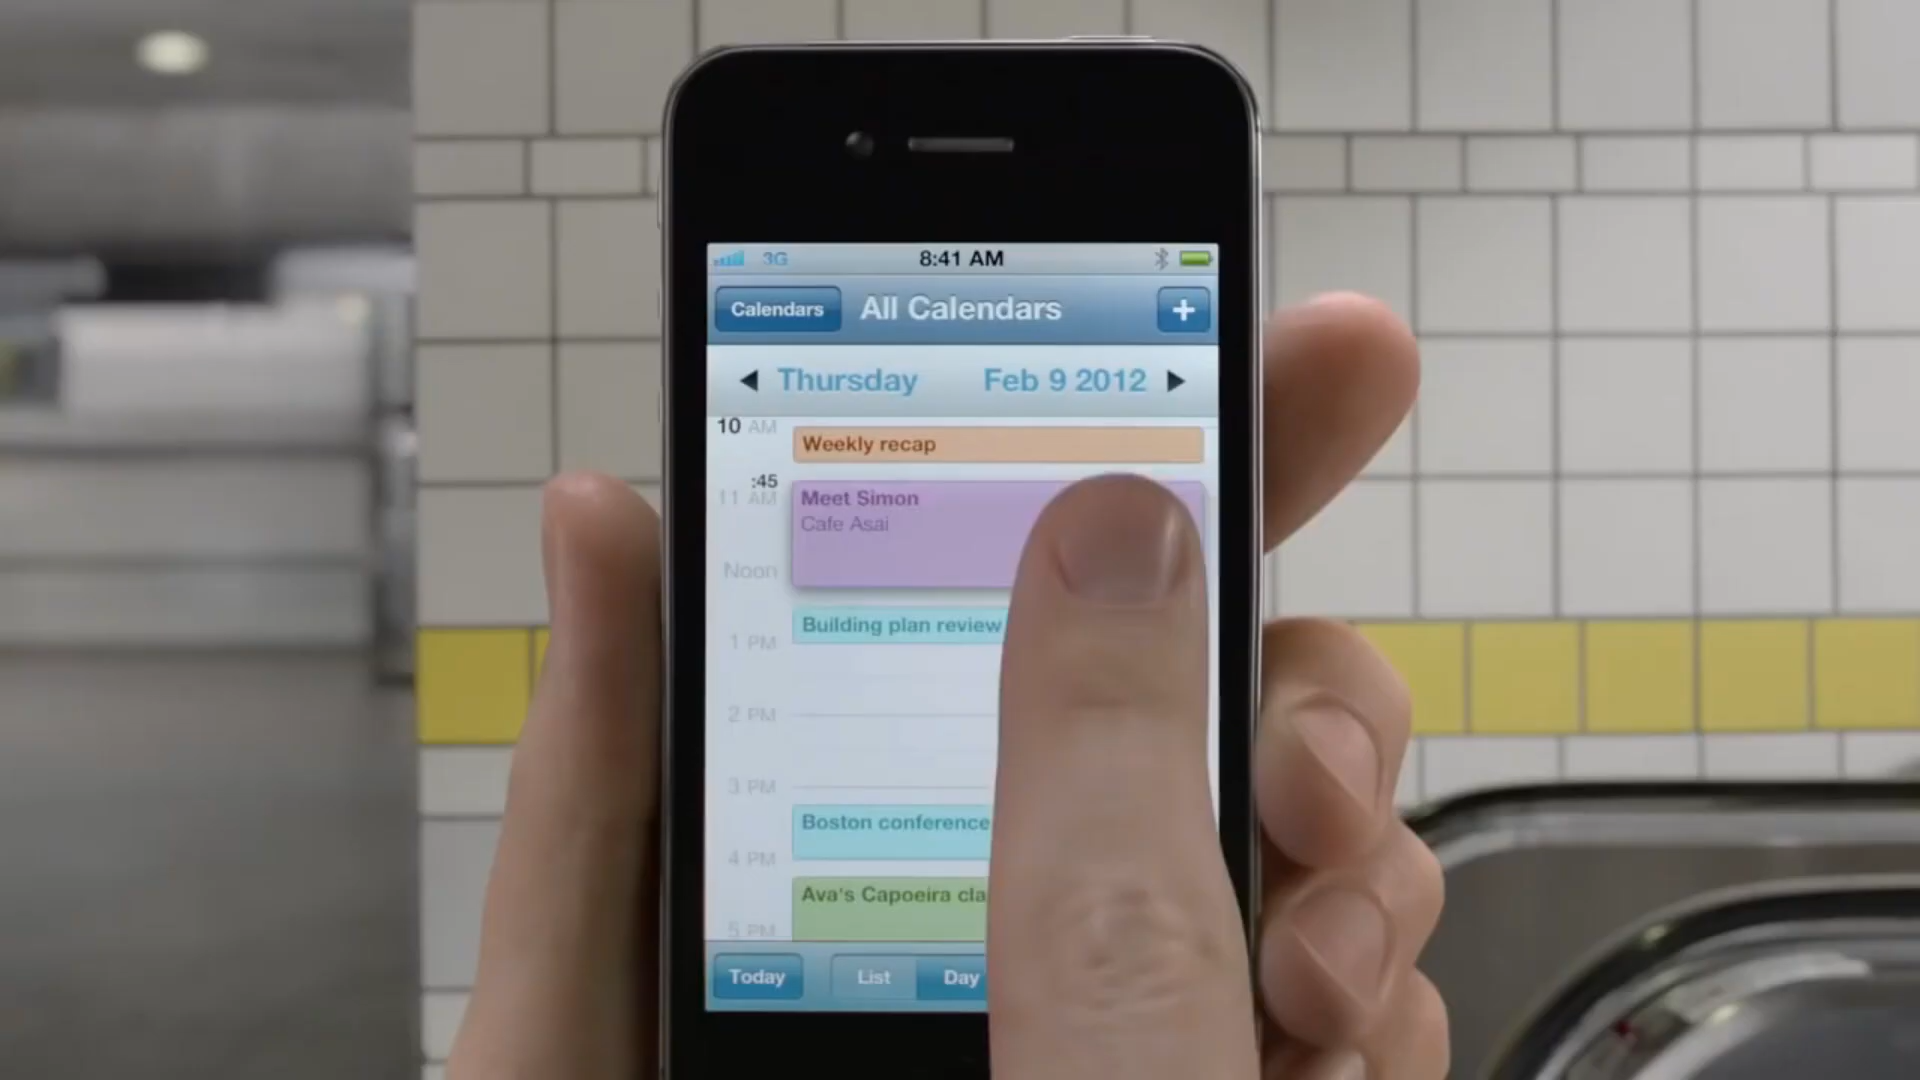 3G 8:41 AM
Calendars All Calendars +
Thursday Feb 9 2012
10 AM
Weekly recap
:45
11 AM
Meet Simon
Cafe Asai
Noon
Building plan review
1 PM
2 PM
3 PM
Boston conference
4 PM
Ava's Capoeira cla
5 PM
Today List Day